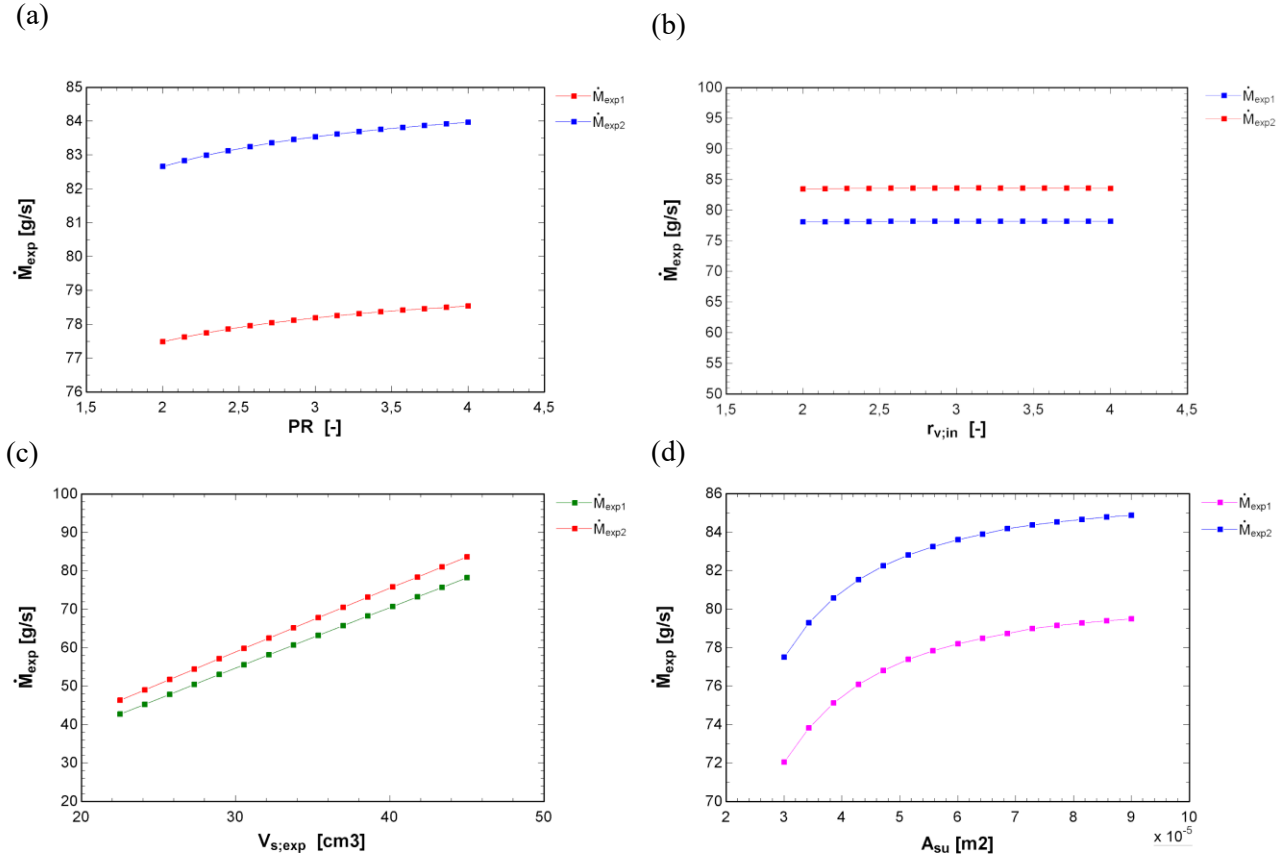 (a)
85
84
83
82
81
80
79
78
77
76
1,5 2 2,5 3 3,5 4 4,5
PR [-]
Ṁexp [g/s]
Ṁexp1
Ṁexp2
(b)
100
95
90
85
80
75
70
65
60
55
50
1,5 2 2,5 3 3,5 4 4,5
rv;in [-]
Ṁexp [g/s]
Ṁexp1
Ṁexp2
(c)
100
90
80
70
60
50
40
30
20
20 30 40 50
Vs;exp [cm3]
Ṁexp [g/s]
Ṁexp1
Ṁexp2
(d)
86
84
82
80
78
76
74
72
70
2 3 4 5 6 7 8 9 10
x 10-5
Asu [m2]
Ṁexp [g/s]
Ṁexp1
Ṁexp2